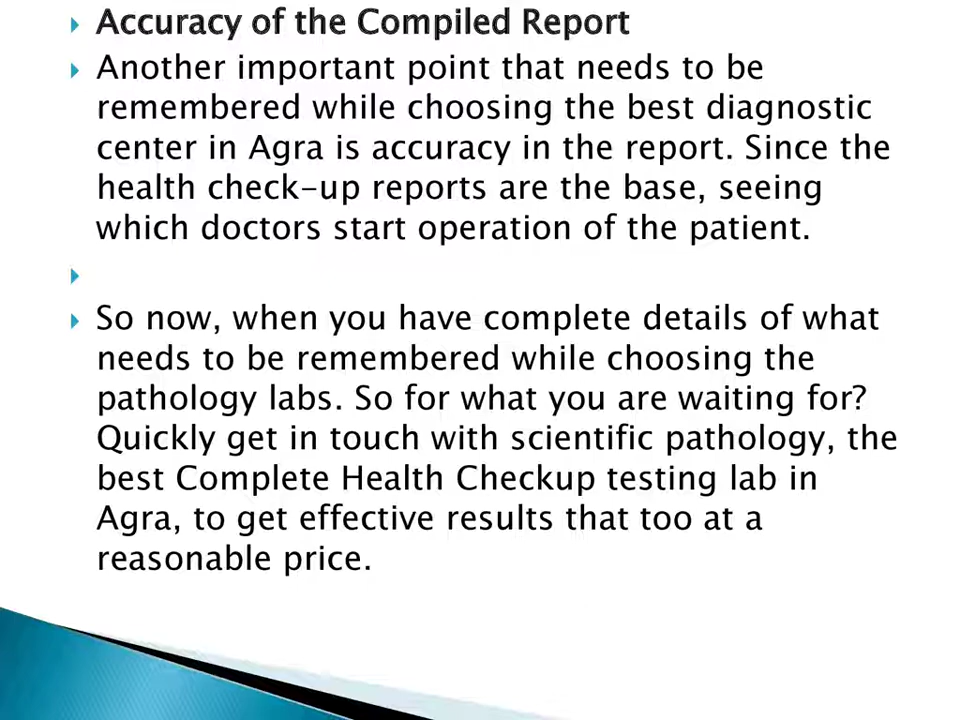 Accuracy of the Compiled Report
Another important point that needs to be
remembered while choosing the best diagnostic
center in Agra is accuracy in the report. Since the
health check-up reports are the base, seeing
which doctors start operation of the patient.
So now, when you have complete details of what
needs to be remembered while choosing the
pathology labs. So for what you are waiting for?
Quickly get in touch with scientific pathology, the
best Complete Health Checkup testing lab in
Agra, to get effective results that too at a
reasonable price.